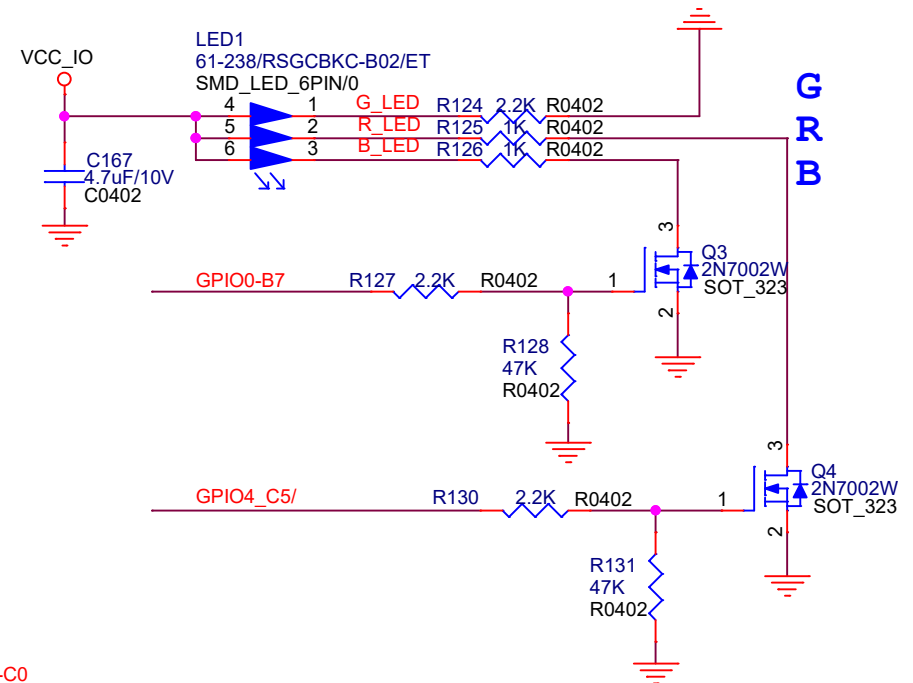 LED1
61-238/RSGCBKC-B02/ET
SMD_LED_6PIN/0
VCC_IO
4 1 G_LED R124 2.2K R0402
5 2 R_LED R125 1K R0402
6 3 B_LED R126 1K R0402
G
R
B
C167
4.7uF/10V
C0402
3
Q3
2N7002W
SOT_323
GPIO0-B7 R127 2.2K R0402 1
2
R128
47K
R0402
3
Q4
2N7002W
SOT_323
GPIO4_C5/ R130 2.2K R0402 1
2
R131
47K
R0402
-C0